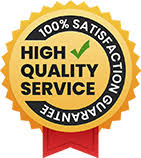 100% SATISFACTION
HIGH
QUALITY
SERVICE
GUARANTEE